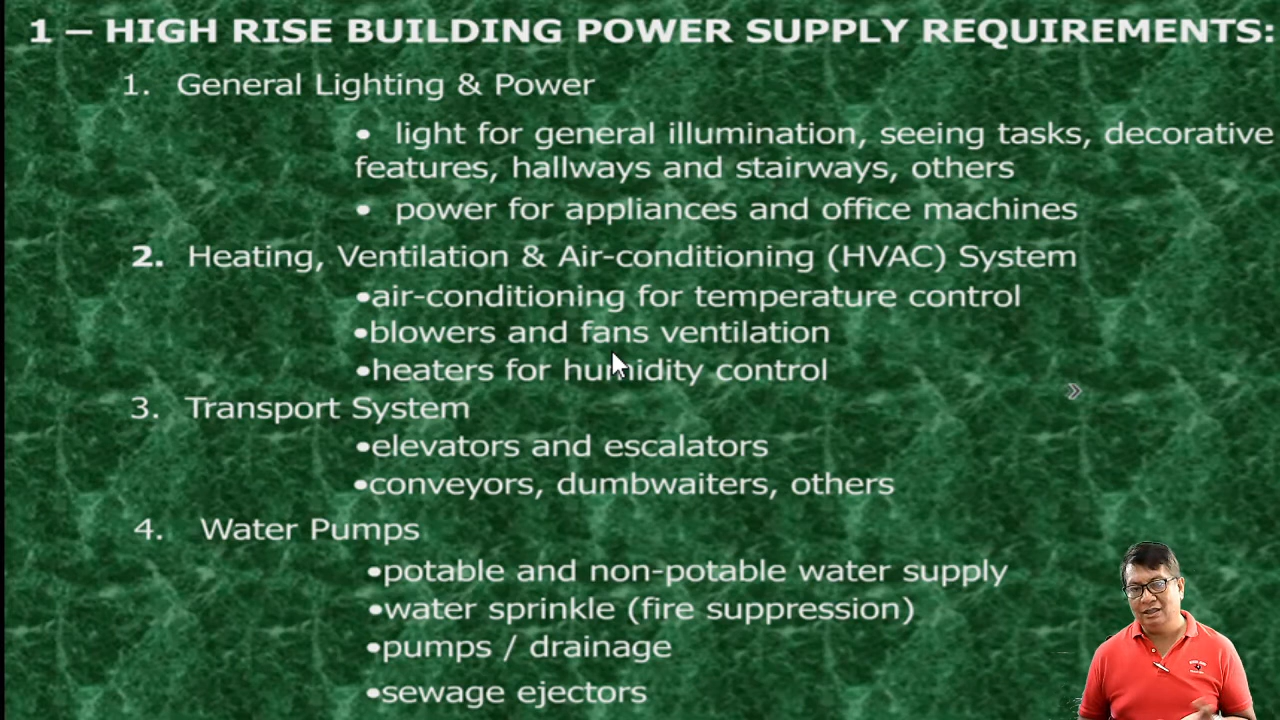 1 – HIGH RISE BUILDING POWER SUPPLY REQUIREMENTS:
1. General Lighting & Power
• light for general illumination, seeing tasks, decorative
features, hallways and stairways, others
• power for appliances and office machines
2. Heating, Ventilation & Air-conditioning (HVAC) System
•air-conditioning for temperature control
•blowers and fans ventilation
•heaters for humidity control
3. Transport System
•elevators and escalators
•conveyors, dumbwaiters, others
4. Water Pumps
•potable and non-potable water supply
•water sprinkle (fire suppression)
•pumps / drainage
•sewage ejectors